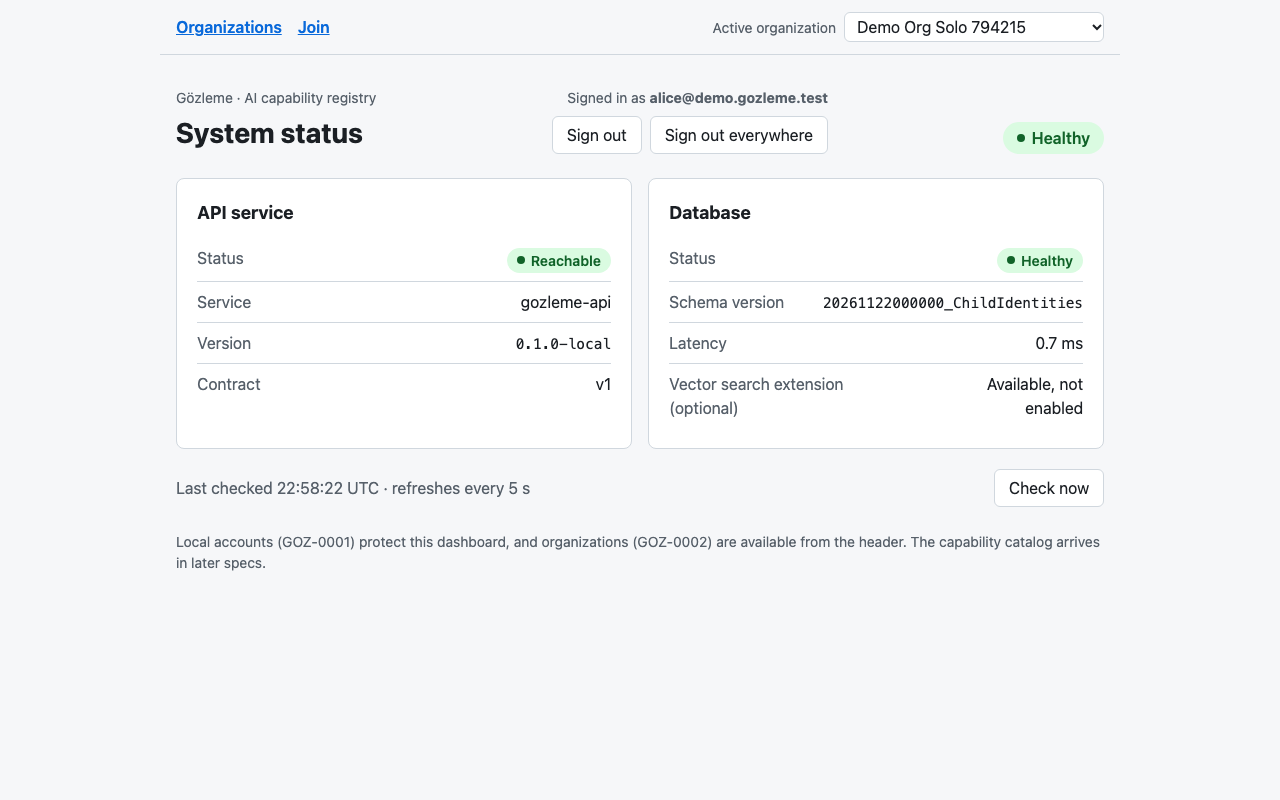 Organizations Join Active organization Demo Org Solo 794215
Gözleme · AI capability registry
System status
Signed in as alice@demo.gozleme.test
Sign out Sign out everywhere
Healthy
API service
Status Reachable
Service gozleme-api
Version 0.1.0-local
Contract v1
Database
Status Healthy
Schema version 20261122000000_ChildIdentities
Latency 0.7 ms
Vector search extension Available, not
(optional) enabled
Last checked 22:58:22 UTC · refreshes every 5 s Check now
Local accounts (GOZ-0001) protect this dashboard, and organizations (GOZ-0002) are available from the header. The capability catalog arrives
in later specs.